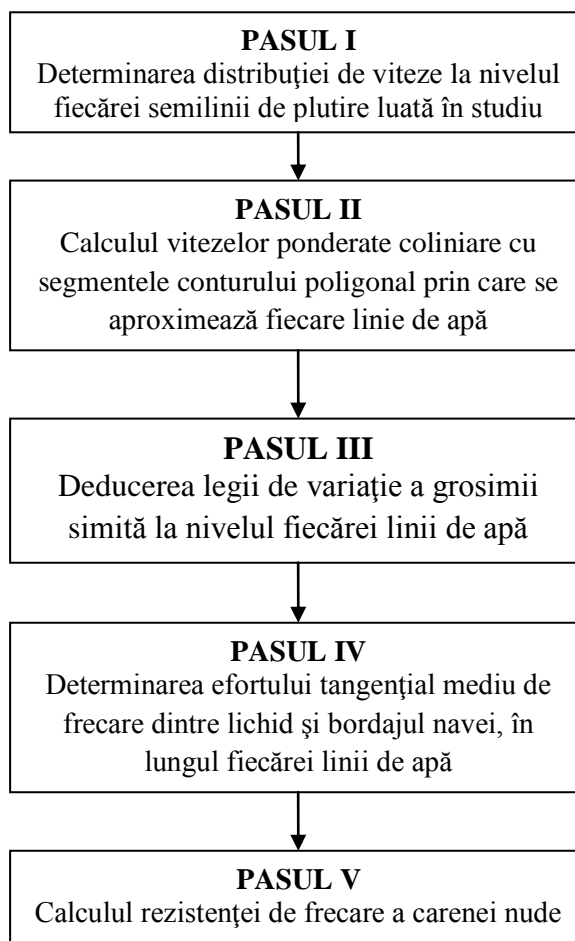 PASUL I
Determinarea distribuţiei de viteze la nivelul
fiecărei semilinii de plutire luată în studiu
PASUL II
Calculul vitezelor ponderate coliniare cu
segmentele conturului poligonal prin care se
aproximează fiecare linie de apă
PASUL III
Deducerea legii de variaţie a grosimii
simită la nivelul fiecărei linii de apă
PASUL IV
Determinarea efortului tangenţial mediu de
frecare dintre lichid şi bordajul navei, în
lungul fiecărei linii de apă
PASUL V
Calculul rezistenţei de frecare a carenei nude